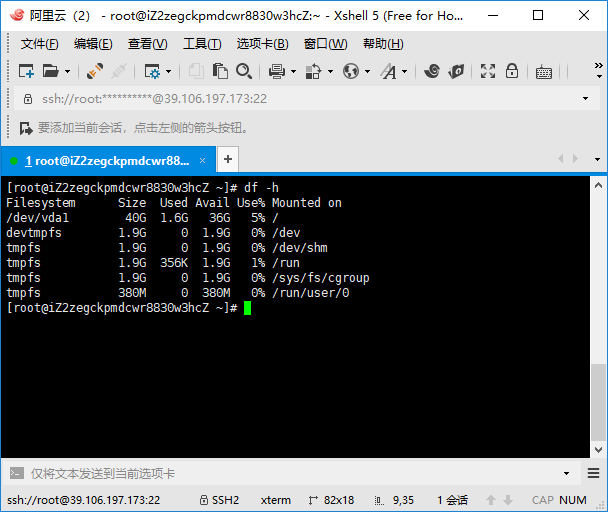 阿里云（2） - root@iZ2zegckpmdcwr8830w3hcZ:~ - Xshell 5 (Free for Ho...
文件(F) 编辑(E) 查看(V) 工具(T) 选项卡(B) 窗口(W) 帮助(H)
ssh://root:**********@39.106.197.173:22
要添加当前会话，点击左侧的箭头按钮。
1 root@iZ2zegckpmdcwr88...
[root@iZ2zegckpmdcwr8830w3hcZ ~]# df -h
Filesystem Size Used Avail Use% Mounted on
/dev/vda1 40G 1.6G 36G 5% /
devtmpfs 1.9G 0 1.9G 0% /dev
tmpfs 1.9G 0 1.9G 0% /dev/shm
tmpfs 1.9G 356K 1.9G 1% /run
tmpfs 1.9G 0 1.9G 0% /sys/fs/cgroup
tmpfs 380M 0 380M 0% /run/user/0
[root@iZ2zegckpmdcwr8830w3hcZ ~]#
仅将文本发送到当前选项卡
ssh://root@39.106.197.173:22 SSH2 xterm 82x18 9,35 1 会话 CAP NUM